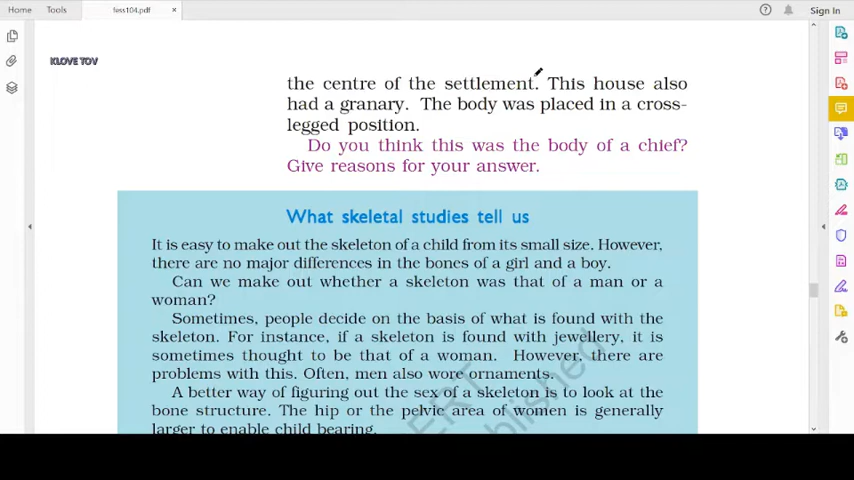 Home Tools fess104.pdf × Sign In
KLOVE TOV
the centre of the settlement. This house also
had a granary. The body was placed in a cross-
legged position.
Do you think this was the body of a chief?
Give reasons for your answer.
What skeletal studies tell us
It is easy to make out the skeleton of a child from its small size. However,
there are no major differences in the bones of a girl and a boy.
Can we make out whether a skeleton was that of a man or a
woman?
Sometimes, people decide on the basis of what is found with the
skeleton. For instance, if a skeleton is found with jewellery, it is
sometimes thought to be that of a woman. However, there are
problems with this. Often, men also wore ornaments.
A better way of figuring out the sex of a skeleton is to look at the
bone structure. The hip or the pelvic area of women is generally
larger to enable child bearing.